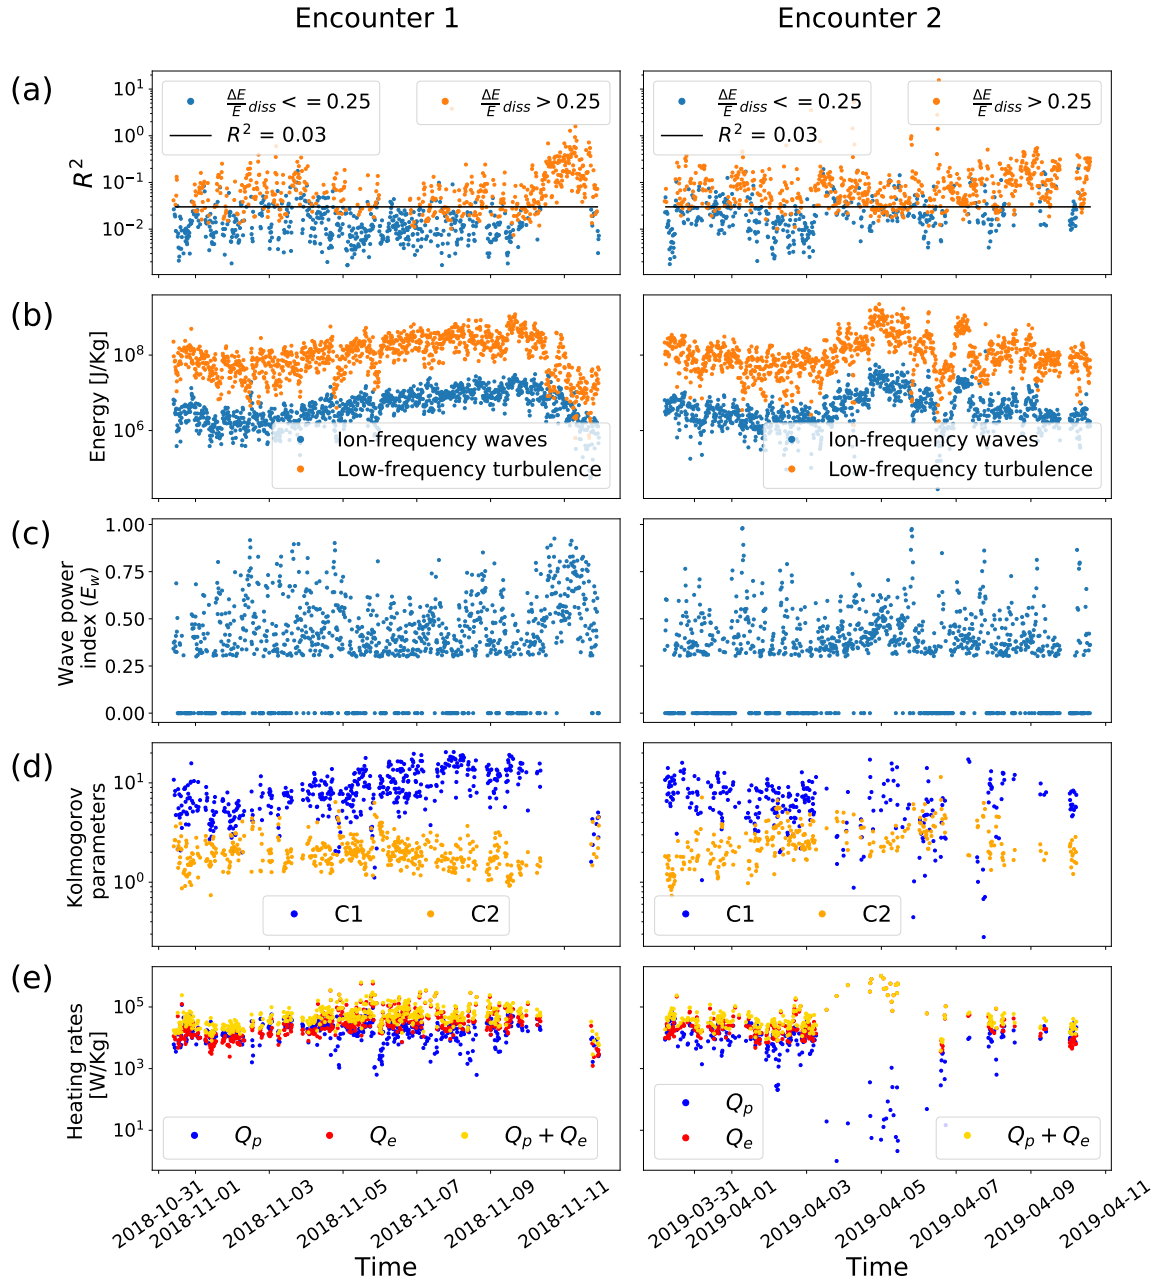 Encounter 1
Encounter 2
(a)
R²
10¹
10⁰
10⁻¹
10⁻²
ΔE/E diss <= 0.25
R² = 0.03
ΔE/E diss > 0.25
ΔE/E diss <= 0.25
R² = 0.03
ΔE/E diss > 0.25
(b)
Energy [J/Kg]
10⁸
10⁶
Ion-frequency waves
Low-frequency turbulence
Ion-frequency waves
Low-frequency turbulence
(c)
Wave power
index (E_w)
1.00
0.75
0.50
0.25
0.00
(d)
Kolmogorov
parameters
10¹
10⁰
C1 C2
C1 C2
(e)
Heating rates
[W/Kg]
10⁵
10³
10¹
Q_p Q_e Q_p + Q_e
Q_p
Q_e
Q_p + Q_e
2018-10-31
2018-11-01
2018-11-03
2018-11-05
2018-11-07
2018-11-09
2018-11-11
2019-03-31
2019-04-01
2019-04-03
2019-04-05
2019-04-07
2019-04-09
2019-04-11
Time
Time